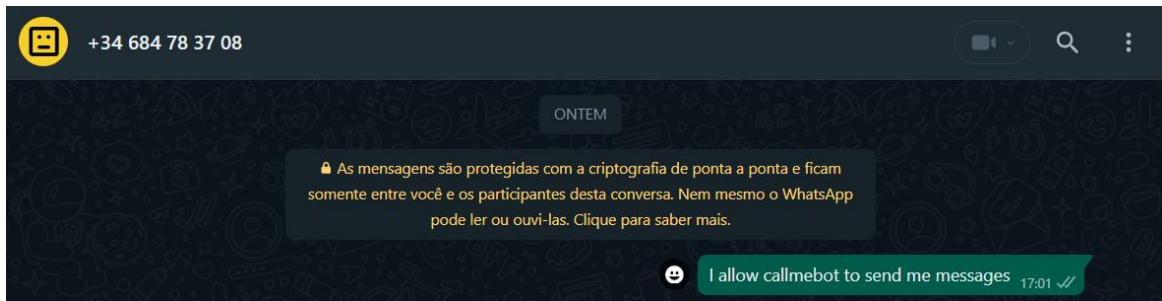 +34 684 78 37 08
ONTEM
As mensagens são protegidas com a criptografia de ponta a ponta e ficam
somente entre você e os participantes desta conversa. Nem mesmo o WhatsApp
pode ler ou ouvi-las. Clique para saber mais.
I allow callmebot to send me messages 17:01